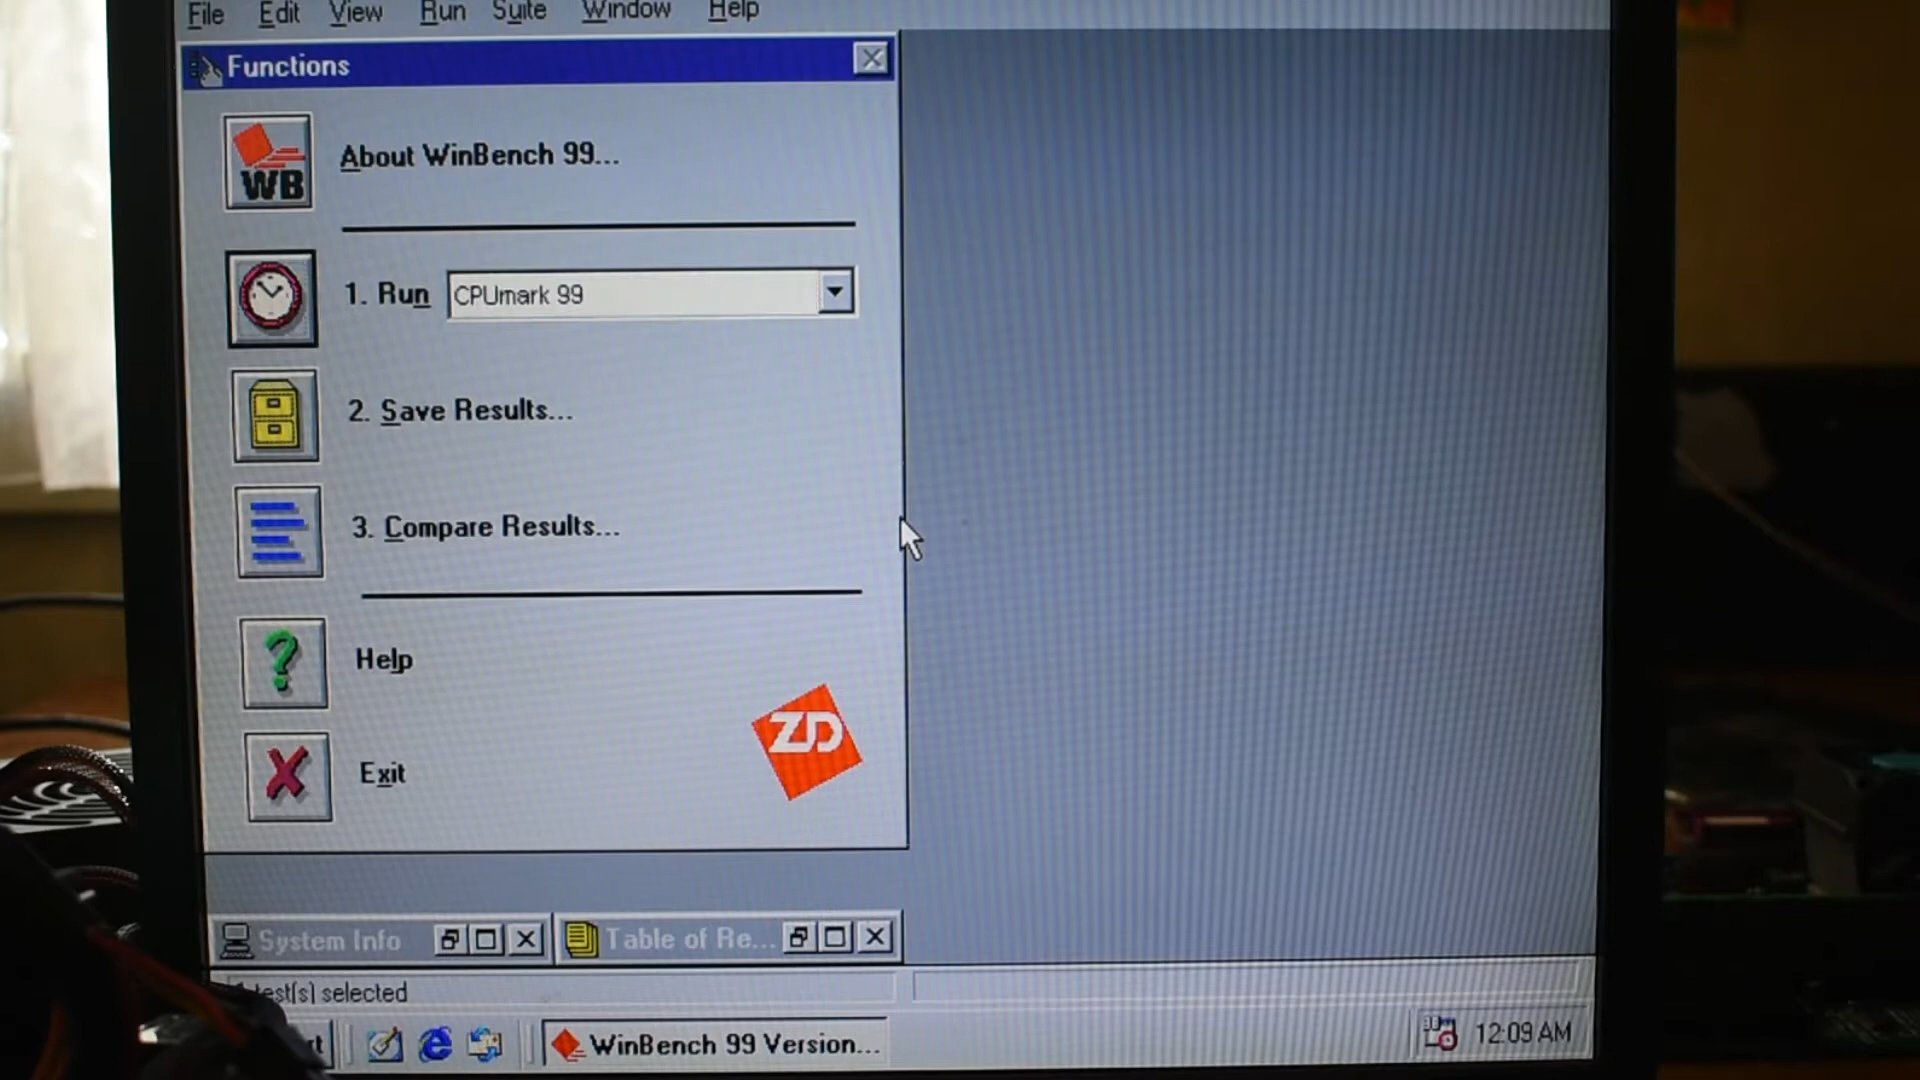 File Edit View Run Suite Window Help
Functions
WB
About WinBench 99...
1. Run CPUmark 99
2. Save Results...
3. Compare Results...
Help
ZD
Exit
System Info Table of Re...
test(s) selected
WinBench 99 Version...
12:09 AM